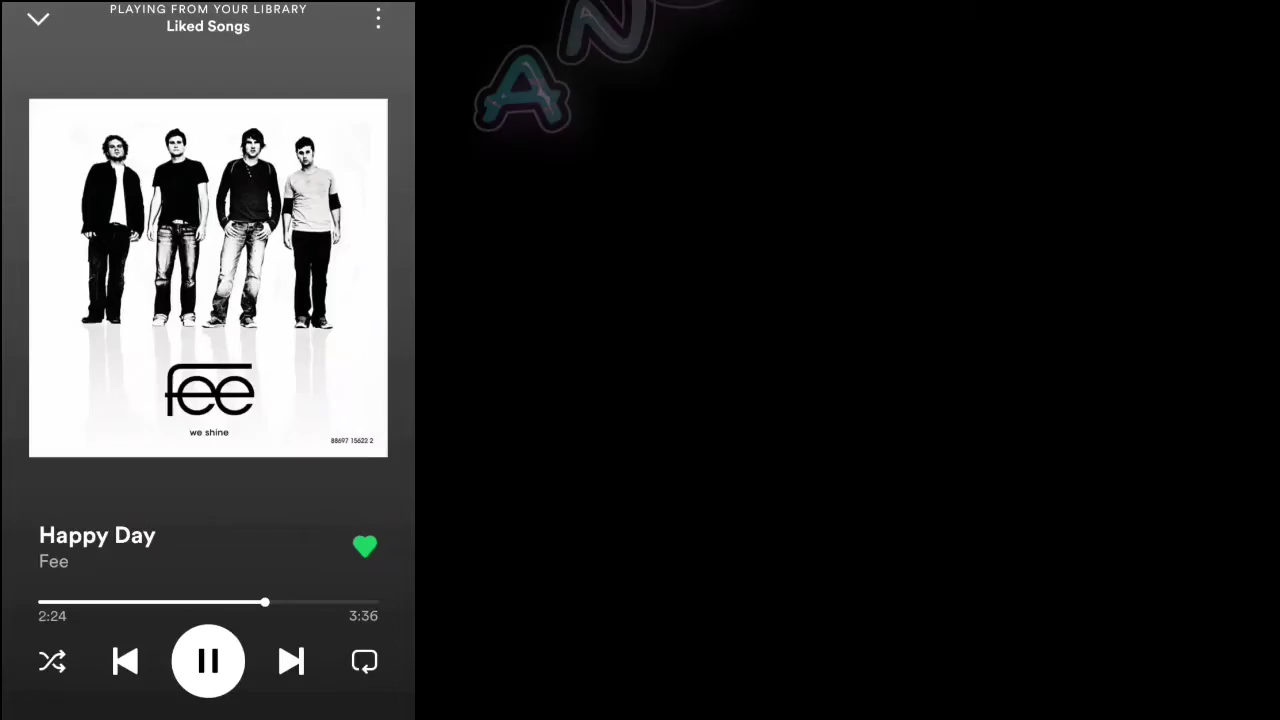 PLAYING FROM YOUR LIBRARY
Liked Songs
AN
fee
we shine
88697 15622 2
Happy Day
Fee
2:24
3:36